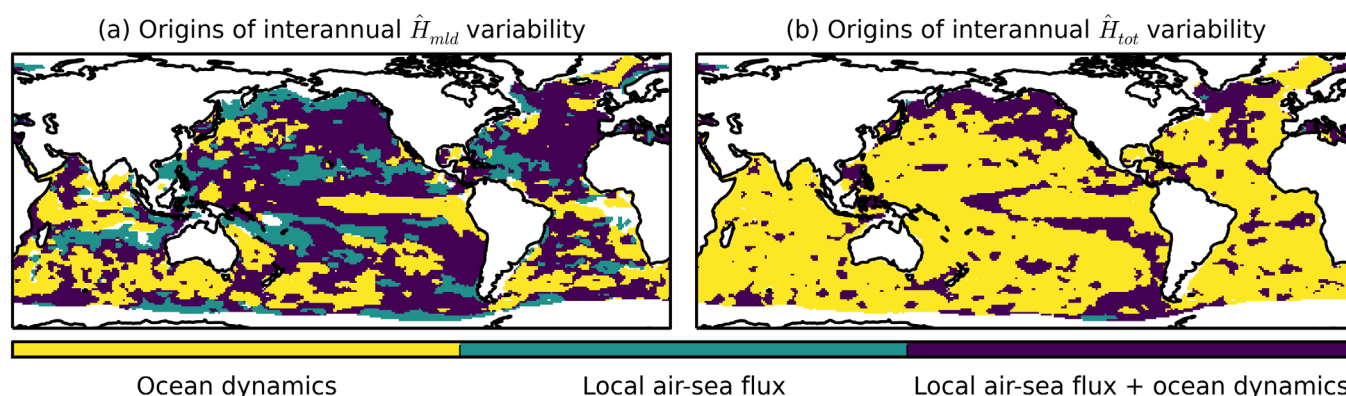 (a) Origins of interannual Ĥ_mld variability
(b) Origins of interannual Ĥ_tot variability
Ocean dynamics
Local air-sea flux
Local air-sea flux + ocean dynamics